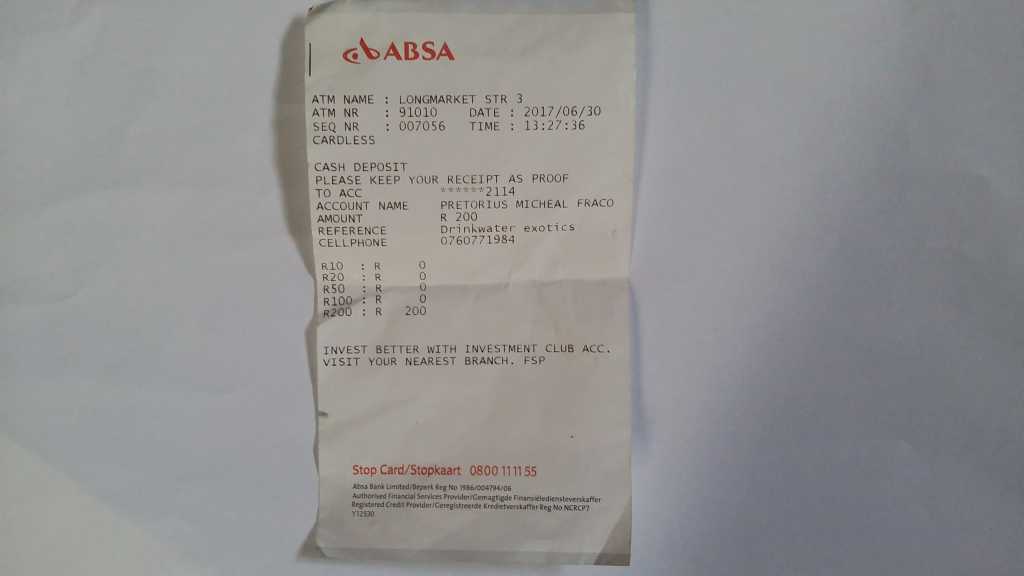 ABSA
ATM NAME : LONGMARKET STR 3
ATM NR : 91010 DATE : 2017/06/30
SEQ NR : 007056 TIME : 13:27:36
CARDLESS
CASH DEPOSIT
PLEASE KEEP YOUR RECEIPT AS PROOF
TO ACC ******2114
ACCOUNT NAME PRETORIUS MICHEAL FRACO
AMOUNT R 200
REFERENCE Drinkwater exotics
CELLPHONE 0760771984
R10 : R 0
R20 : R 0
R50 : R 0
R100 : R 0
R200 : R 200
INVEST BETTER WITH INVESTMENT CLUB ACC.
VISIT YOUR NEAREST BRANCH. FSP
Stop Card/Stopkaart 0800 11 11 55
Absa Bank Limited/Beperk Reg No 1986/004794/06
Authorised Financial Services Provider/Gemagtigde Finansiëlediensteverskaffer
Registered Credit Provider/Geregistreerde Kredietverskaffer Reg No NCRCP7
Y12530